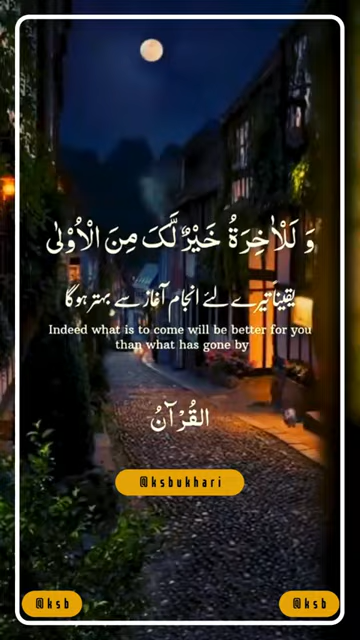 وَ لَلْاٰخِرَةُ خَیْرٌ لَّکَ مِنَ الْاُوْلٰی
یقیناً تیرے لئے انجام آغاز سے بہتر ہوگا
Indeed what is to come will be better for you
than what has gone by
القُرْآنُ
@ksbukhari
@ksb
@ksb